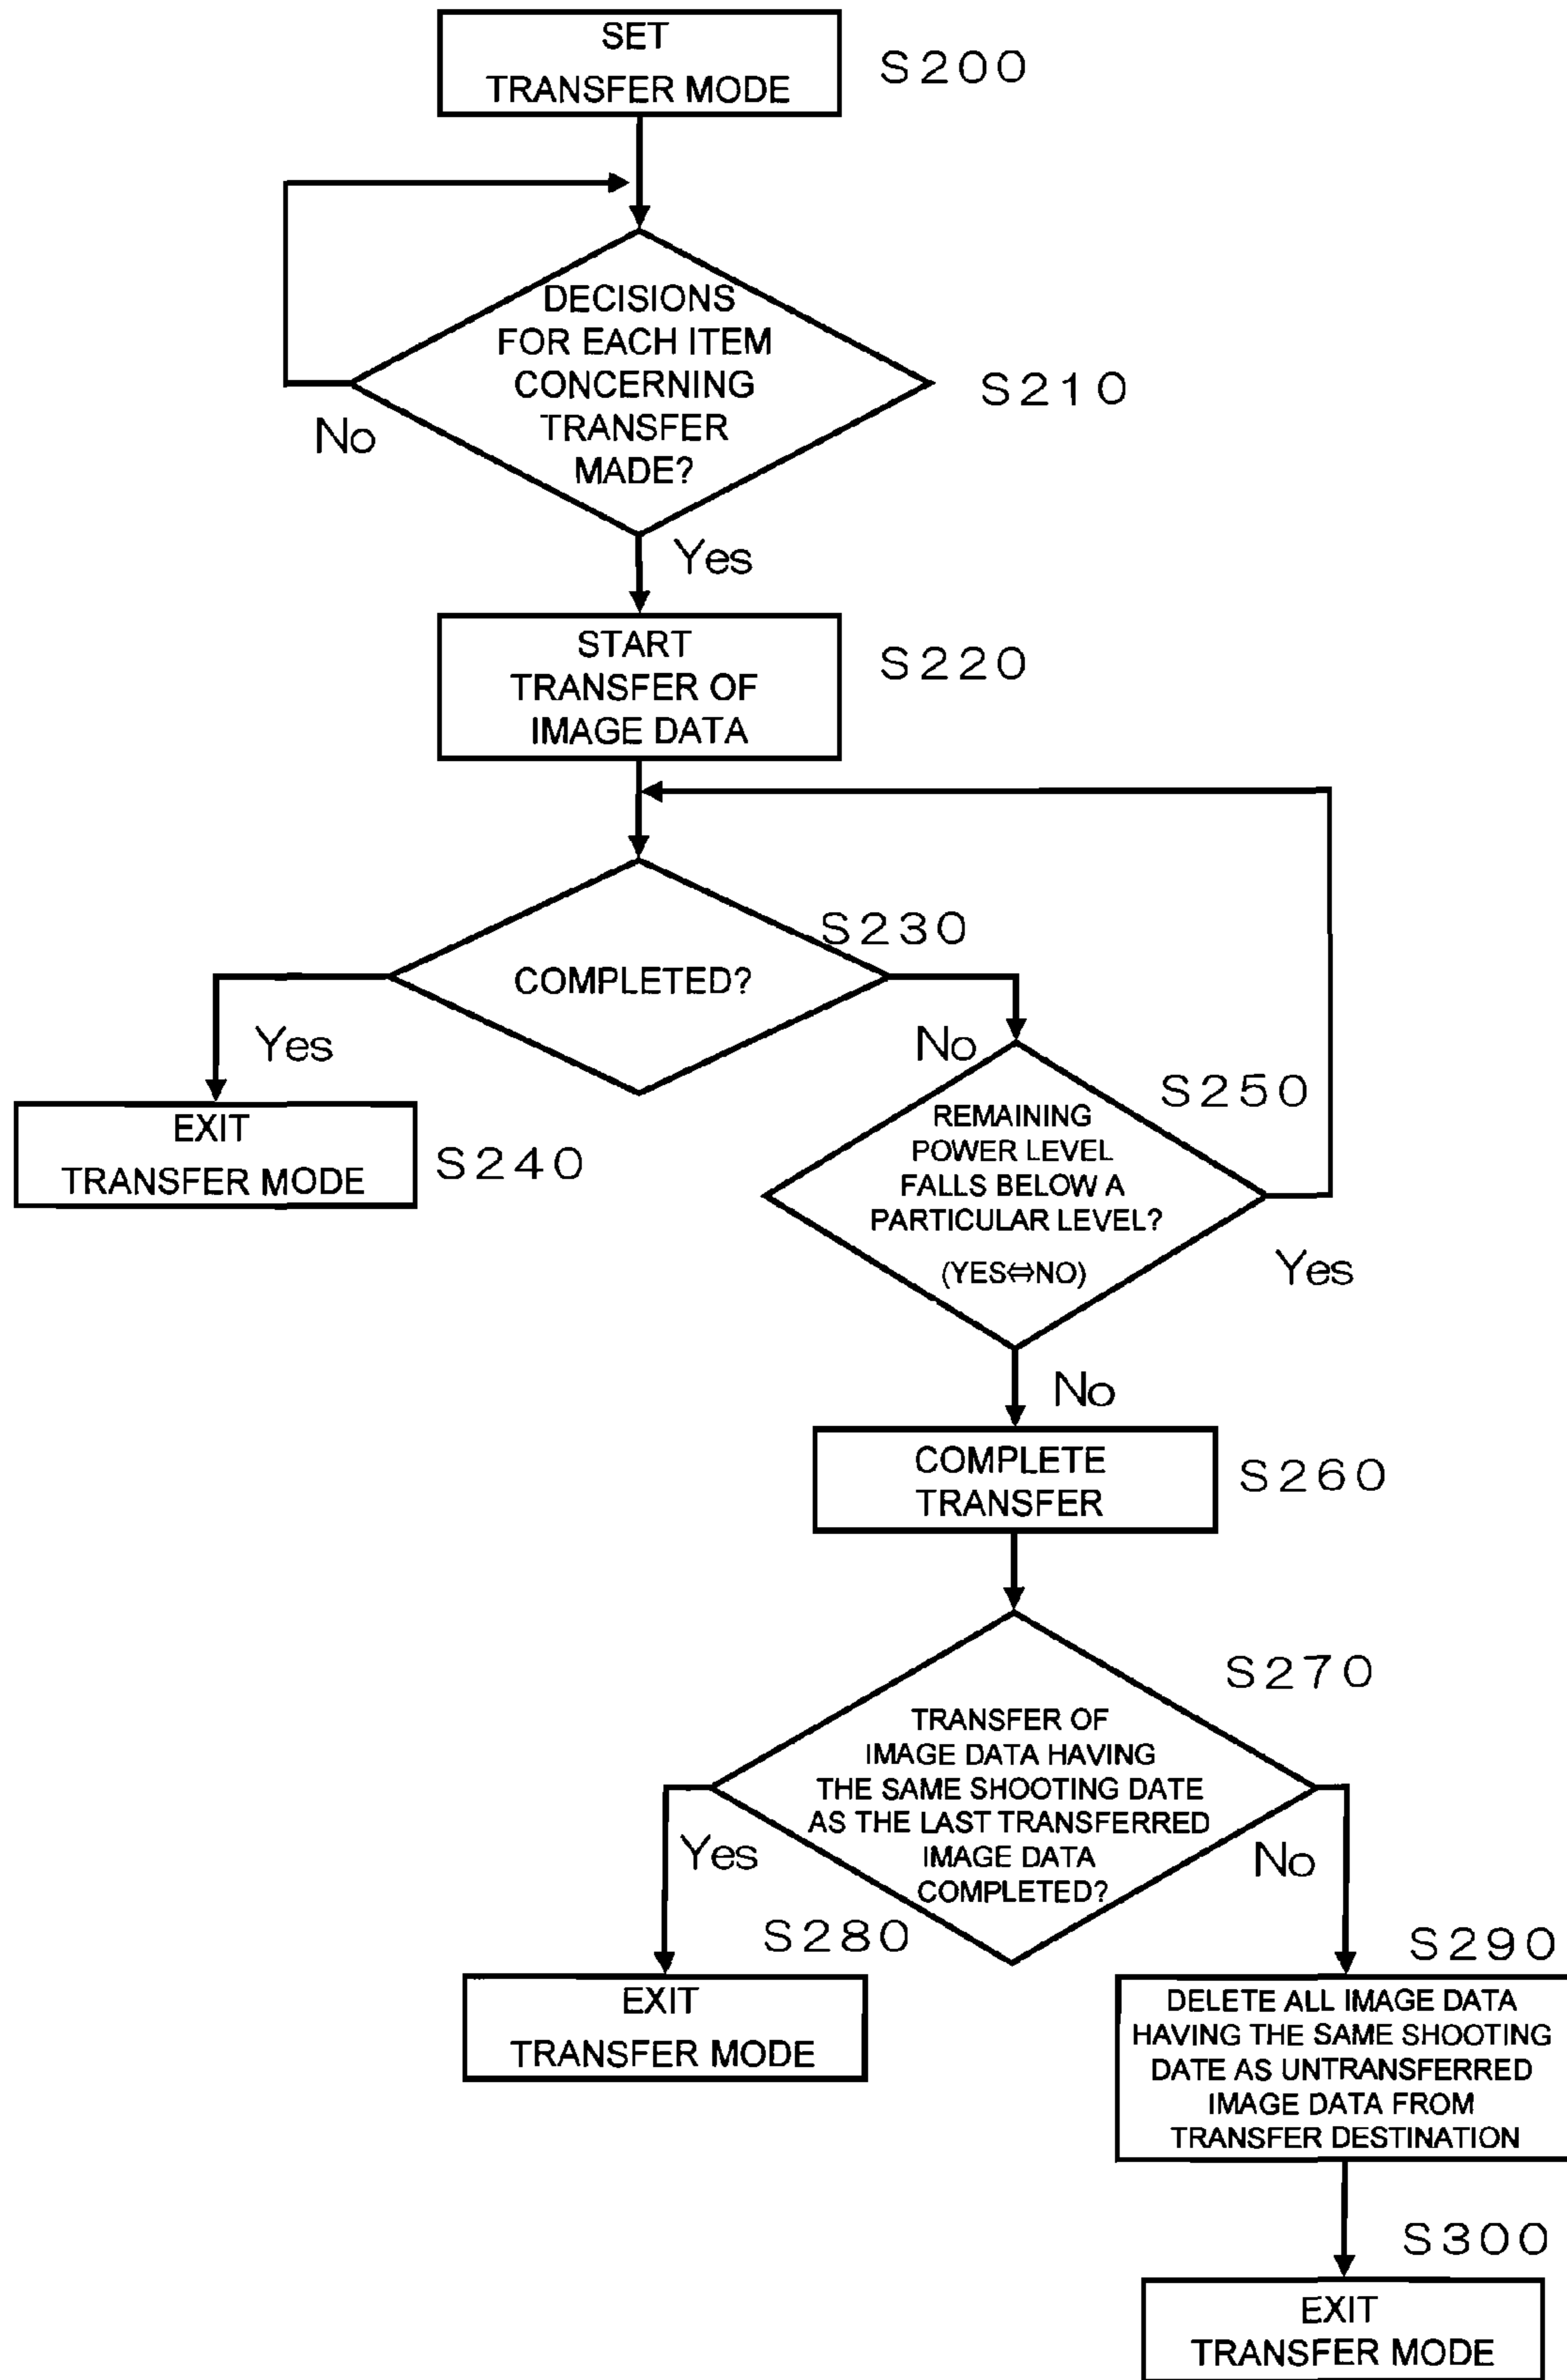 SET
TRANSFER MODE
S200
DECISIONS
FOR EACH ITEM
CONCERNING
TRANSFER
MADE?
S210
No
Yes
START
TRANSFER OF
IMAGE DATA
S220
S230
COMPLETED?
Yes
No
EXIT
TRANSFER MODE
S240
S250
REMAINING
POWER LEVEL
FALLS BELOW A
PARTICULAR LEVEL?
(YES⇔NO)
Yes
No
COMPLETE
TRANSFER
S260
S270
TRANSFER OF
IMAGE DATA HAVING
THE SAME SHOOTING DATE
AS THE LAST TRANSFERRED
IMAGE DATA
COMPLETED?
Yes
No
S280
EXIT
TRANSFER MODE
S290
DELETE ALL IMAGE DATA
HAVING THE SAME SHOOTING
DATE AS UNTRANSFERRED
IMAGE DATA FROM
TRANSFER DESTINATION
S300
EXIT
TRANSFER MODE